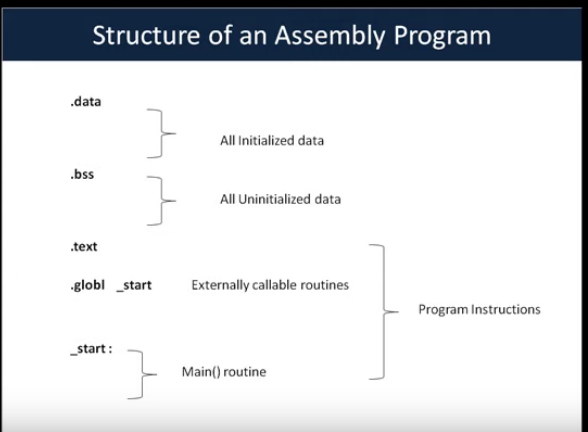 Structure of an Assembly Program
.data
All Initialized data
.bss
All Uninitialized data
.text
.globl _start Externally callable routines
Program Instructions
_start :
Main() routine